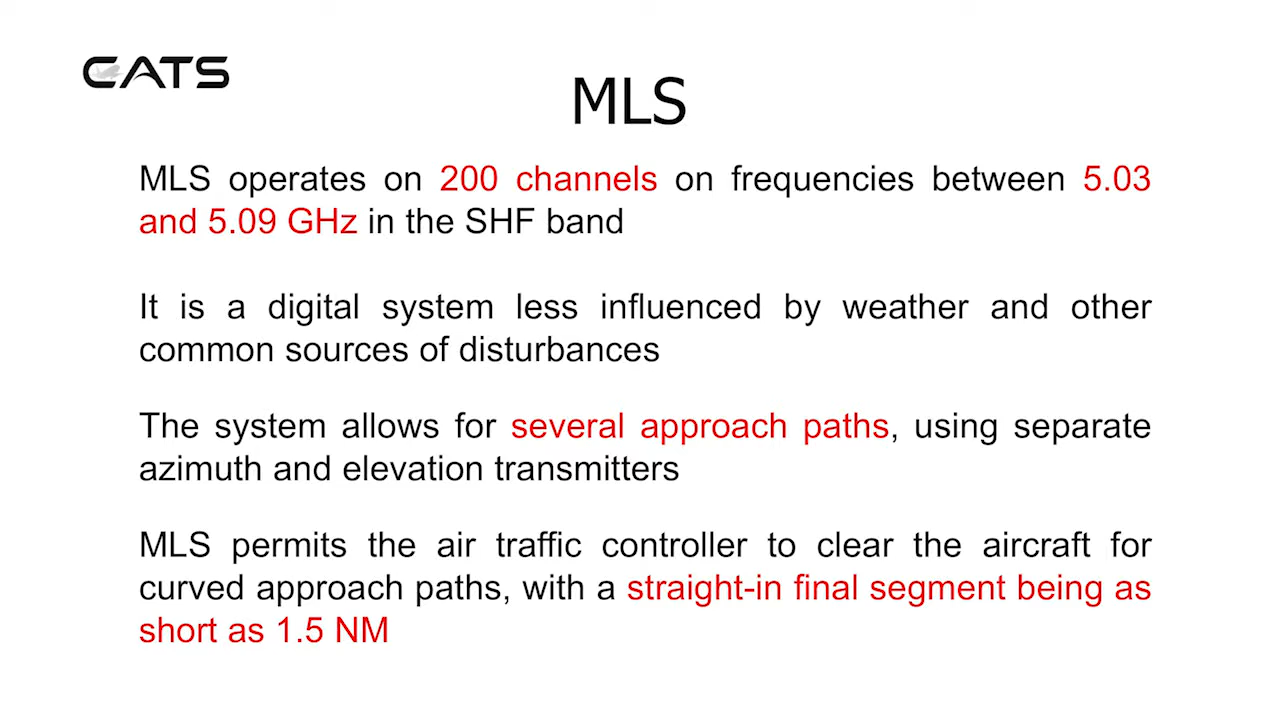 CATS
MLS
MLS operates on 200 channels on frequencies between 5.03
and 5.09 GHz in the SHF band
It is a digital system less influenced by weather and other
common sources of disturbances
The system allows for several approach paths, using separate
azimuth and elevation transmitters
MLS permits the air traffic controller to clear the aircraft for
curved approach paths, with a straight-in final segment being as
short as 1.5 NM